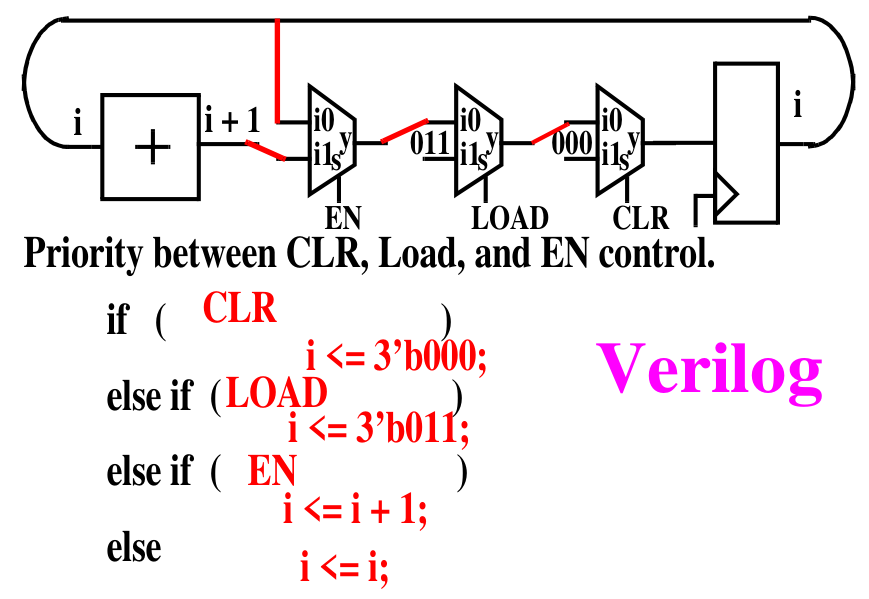 i
+
i + 1
i0
i1
s
y
EN
011
i0
i1
s
y
LOAD
000
i0
i1
s
y
CLR
i
Priority between CLR, Load, and EN control.
if ( CLR )
i <= 3’b000;
else if ( LOAD )
i <= 3’b011;
else if ( EN )
i <= i + 1;
else
i <= i;
Verilog